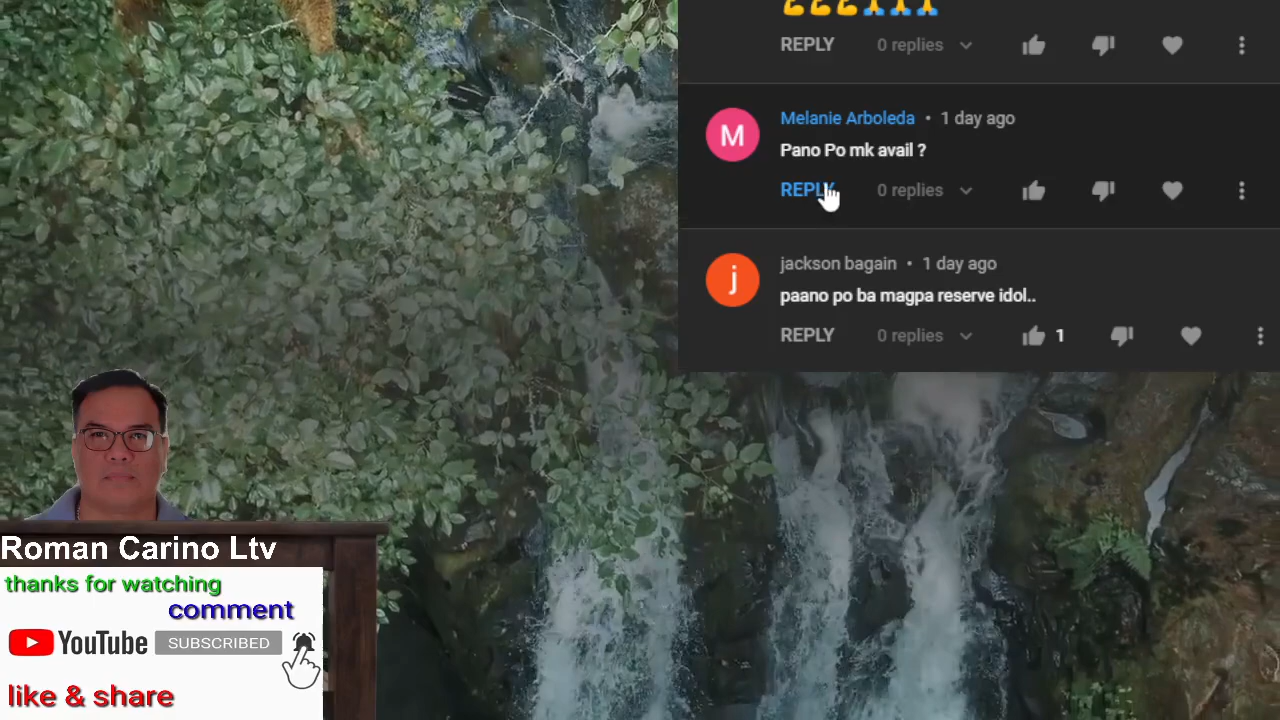 REPLY 0 replies
M
Melanie Arboleda • 1 day ago
Pano Po mk avail ?
REPLY 0 replies
j
jackson bagain • 1 day ago
paano po ba magpa reserve idol..
REPLY 0 replies 1
Roman Carino Ltv
thanks for watching
comment
YouTube SUBSCRIBED
like & share